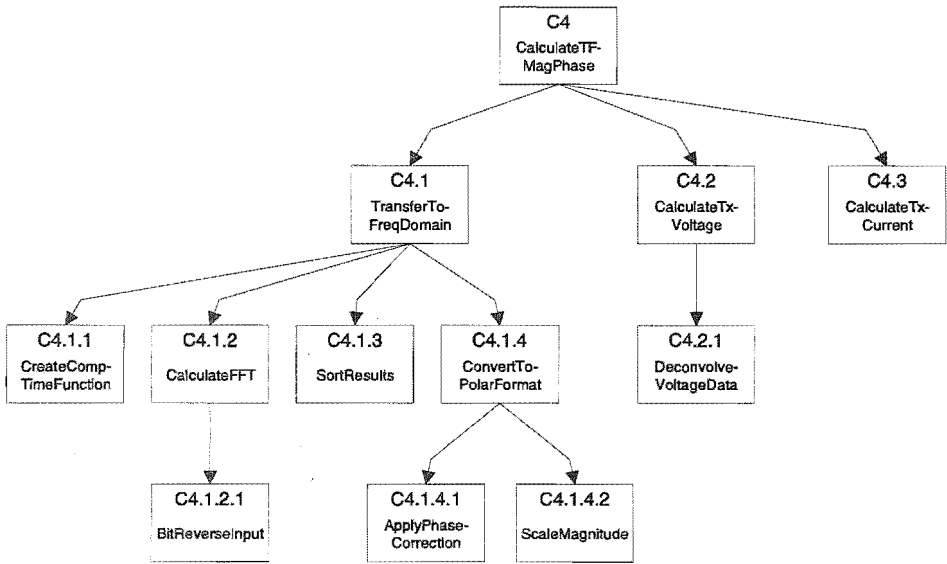 C4
CalculateTF-
MagPhase
C4.1
TransferTo-
FreqDomain
C4.2
CalculateTx-
Voltage
C4.3
CalculateTx-
Current
C4.1.1
CreateComp-
TimeFunction
C4.1.2
CalculateFFT
C4.1.3
SortResults
C4.1.4
ConvertTo-
PolarFormat
C4.2.1
Deconvolve-
VoltageData
C4.1.2.1
BitReverseInput
C4.1.4.1
ApplyPhase-
Correction
C4.1.4.2
ScaleMagnitude